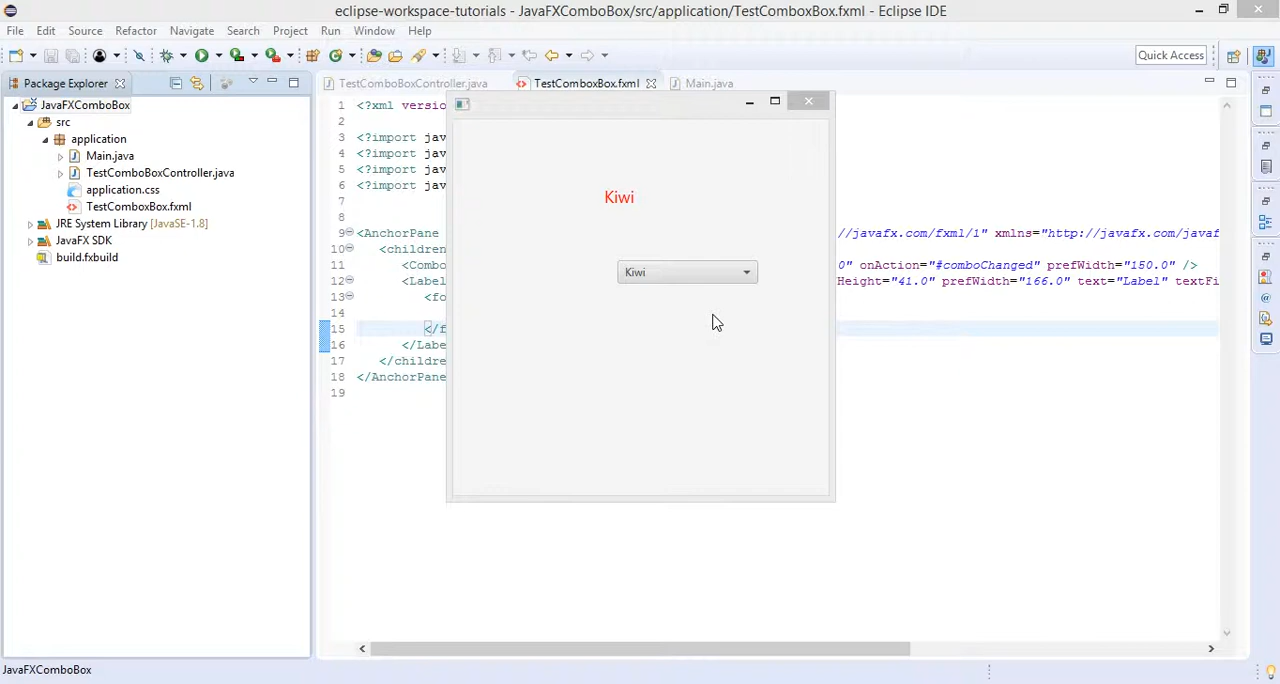 eclipse-workspace-tutorials - JavaFXComboBox/src/application/TestComboxBox.fxml - Eclipse IDE
File Edit Source Refactor Navigate Search Project Run Window Help
Quick Access
Package Explorer
TestComboBoxController.java
TestComboxBox.fxml
Main.java
JavaFXComboBox
src
application
Main.java
TestComboBoxController.java
application.css
TestComboxBox.fxml
JRE System Library [JavaSE-1.8]
JavaFX SDK
build.fxbuild
1 <?xml versio
2
3 <?import jav
4 <?import jav
5 <?import jav
6 <?import jav
7
8
9 <AnchorPane //javafx.com/fxml/1" xmlns="http://javafx.com/javaf
10 <children
11 <Combo 0" onAction="#comboChanged" prefWidth="150.0" />
12 <Label Height="41.0" prefWidth="166.0" text="Label" textFi
13 <fo
14
15 </f
16 </Labe
17 </childre
18 </AnchorPane
19
Kiwi
Kiwi
JavaFXComboBox